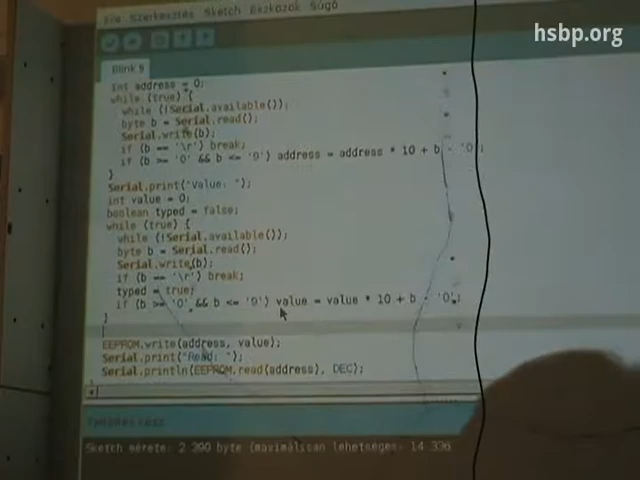 hsbp.org
Szerkesztés Sketch Eszközök Súgó
Blink §
int address = 0;
while (true) {
while (!Serial.available());
byte b = Serial.read();
Serial.write(b);
if (b == '\r') break;
if (b >= '0' && b <= '9') address = address * 10 + b - '0';
}
Serial.print("Value: ");
int value = 0;
boolean typed = false;
while (true) {
while (!Serial.available());
byte b = Serial.read();
Serial.write(b);
if (b == '\r') break;
typed = true;
if (b >= '0' && b <= '9') value = value * 10 + b - '0';
}
EEPROM.write(address, value);
Serial.print("Read: ");
Serial.println(EEPROM.read(address), DEC);
Sketch mérete: 2 390 byte (maximálisan lehetséges: 14 336